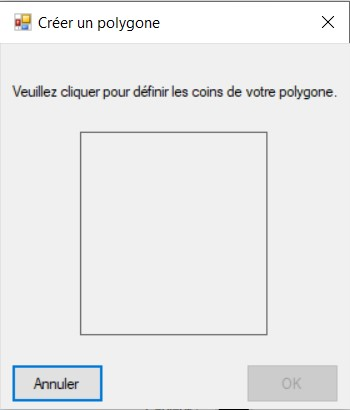 Créer un polygone
Veuillez cliquer pour définir les coins de votre polygone.
Annuler
OK